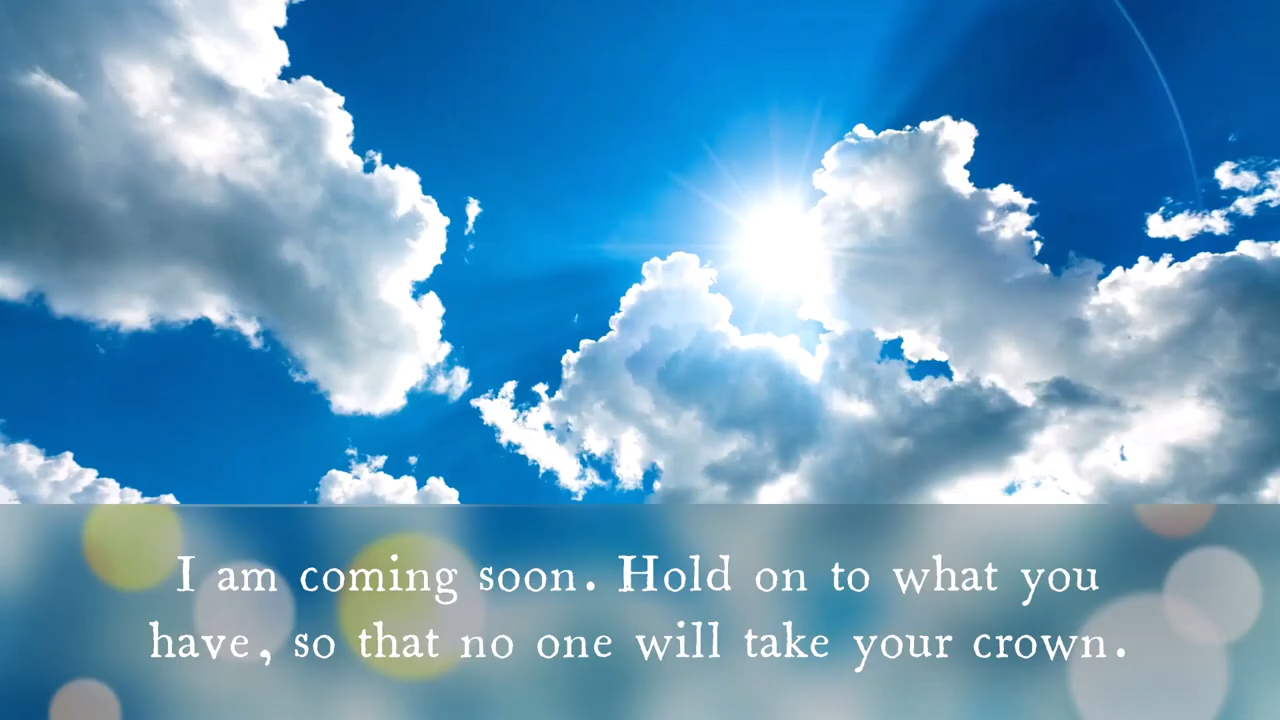 I am coming soon. Hold on to what you
have, so that no one will take your crown.